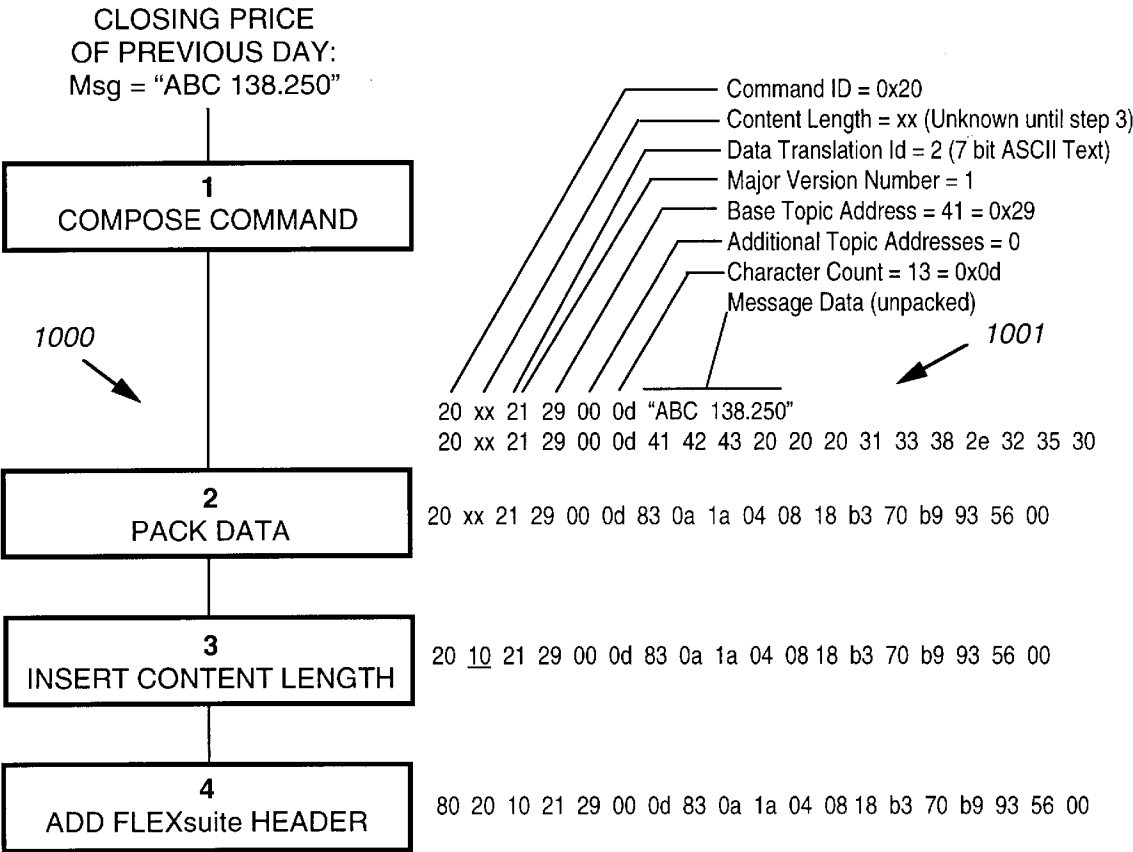 CLOSING PRICE
OF PREVIOUS DAY:
Msg = “ABC 138.250”
Command ID = 0x20
Content Length = xx (Unknown until step 3)
Data Translation Id = 2 (7 bit ASCII Text)
Major Version Number = 1
Base Topic Address = 41 = 0x29
Additional Topic Addresses = 0
Character Count = 13 = 0x0d
Message Data (unpacked)
1
COMPOSE COMMAND
1000
1001
20 xx 21 29 00 0d “ABC 138.250”
20 xx 21 29 00 0d 41 42 43 20 20 20 31 33 38 2e 32 35 30
2
PACK DATA
20 xx 21 29 00 0d 83 0a 1a 04 08 18 b3 70 b9 93 56 00
3
INSERT CONTENT LENGTH
20 10 21 29 00 0d 83 0a 1a 04 08 18 b3 70 b9 93 56 00
4
ADD FLEXsuite HEADER
80 20 10 21 29 00 0d 83 0a 1a 04 08 18 b3 70 b9 93 56 00